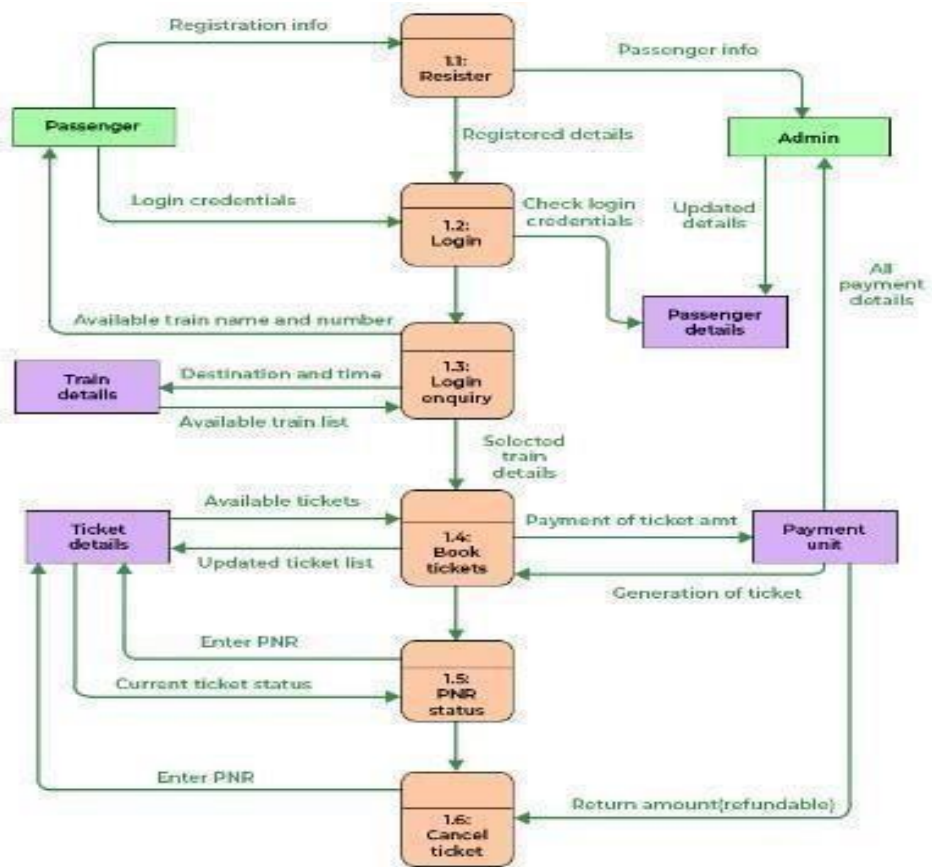 Registration info
1.1:
Resister
Passenger info
Passenger
Registered details
Admin
Login credentials
1.2:
Login
Check login
credentials
Updated
details
All
payment
details
Available train name and number
Passenger
details
1.3:
Login
enquiry
Train
details
Destination and time
Available train list
Selected
train
details
Available tickets
Ticket
details
1.4:
Book
tickets
Payment of ticket amt
Payment
unit
Updated ticket list
Generation of ticket
Enter PNR
1.5:
PNR
status
Current ticket status
Enter PNR
1.6:
Cancel
ticket
Return amount(refundable)